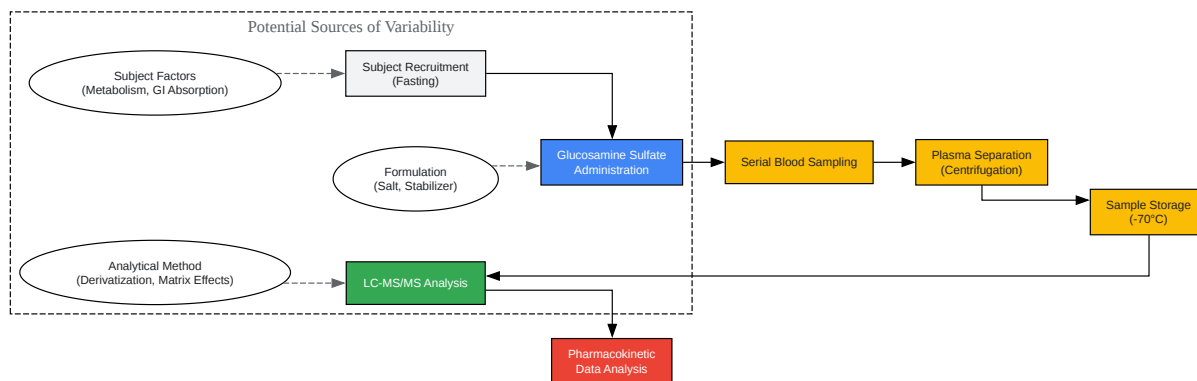 Potential Sources of Variability
Subject Factors
(Metabolism, GI Absorption)
Subject Recruitment
(Fasting)
Formulation
(Salt, Stabilizer)
Glucosamine Sulfate
Administration
Serial Blood Sampling
Plasma Separation
(Centrifugation)
Sample Storage
(-70°C)
Analytical Method
(Derivatization, Matrix Effects)
LC-MS/MS Analysis
Pharmacokinetic
Data Analysis